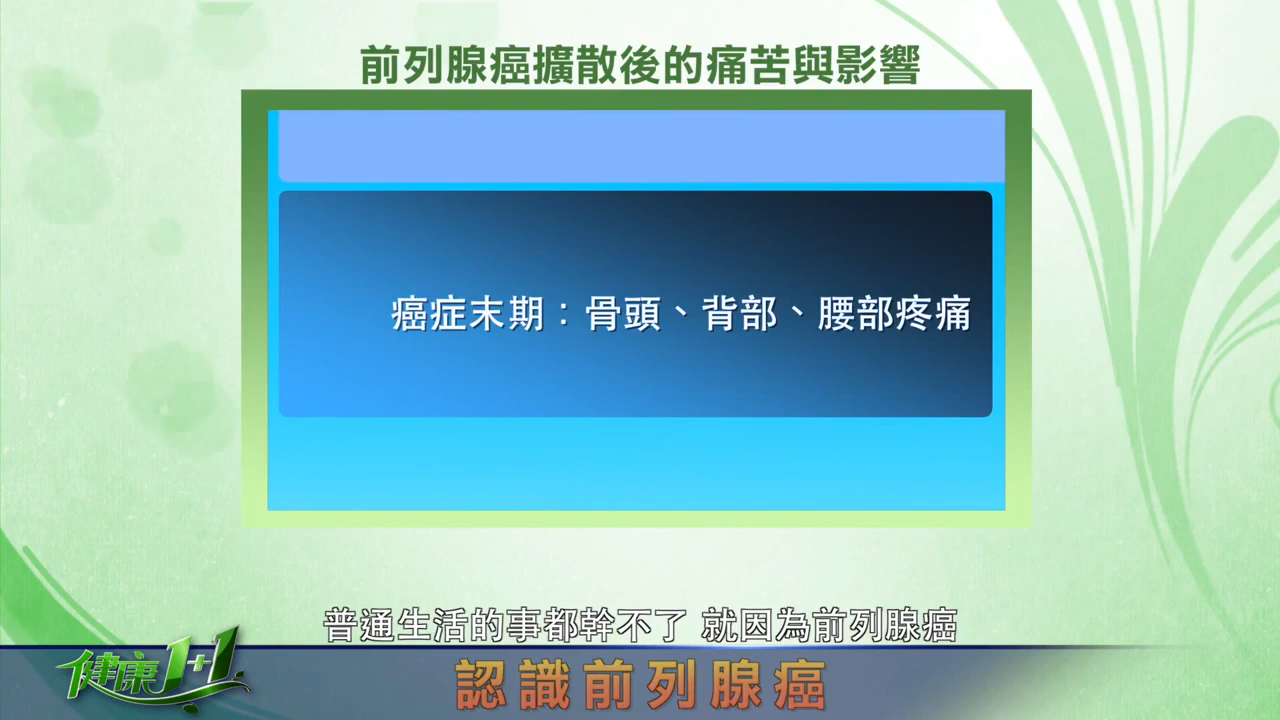 前列腺癌擴散後的痛苦與影響
癌症末期：骨頭、背部、腰部疼痛
普通生活的事都幹不了 就因為前列腺癌
健康1+1
認識前列腺癌